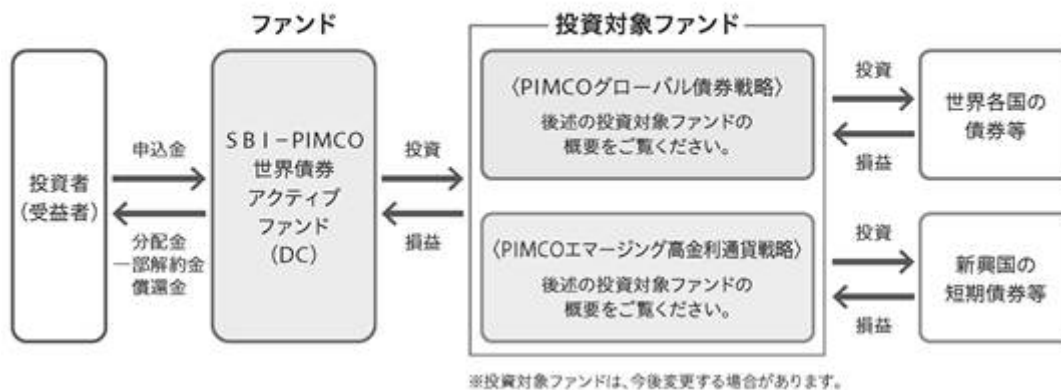 ファンド
投資対象ファンド
投資者
(受益者)
申込金
分配金
一部解約金
償還金
SBI-PIMCO
世界債券
アクティブ
ファンド
(DC)
投資
損益
〈PIMCOグローバル債券戦略〉
後述の投資対象ファンドの
概要をご覧ください。
投資
損益
世界各国の
債券等
〈PIMCOエマージング高金利通貨戦略〉
後述の投資対象ファンドの
概要をご覧ください。
投資
損益
新興国の
短期債券等
※投資対象ファンドは、今後変更する場合があります。